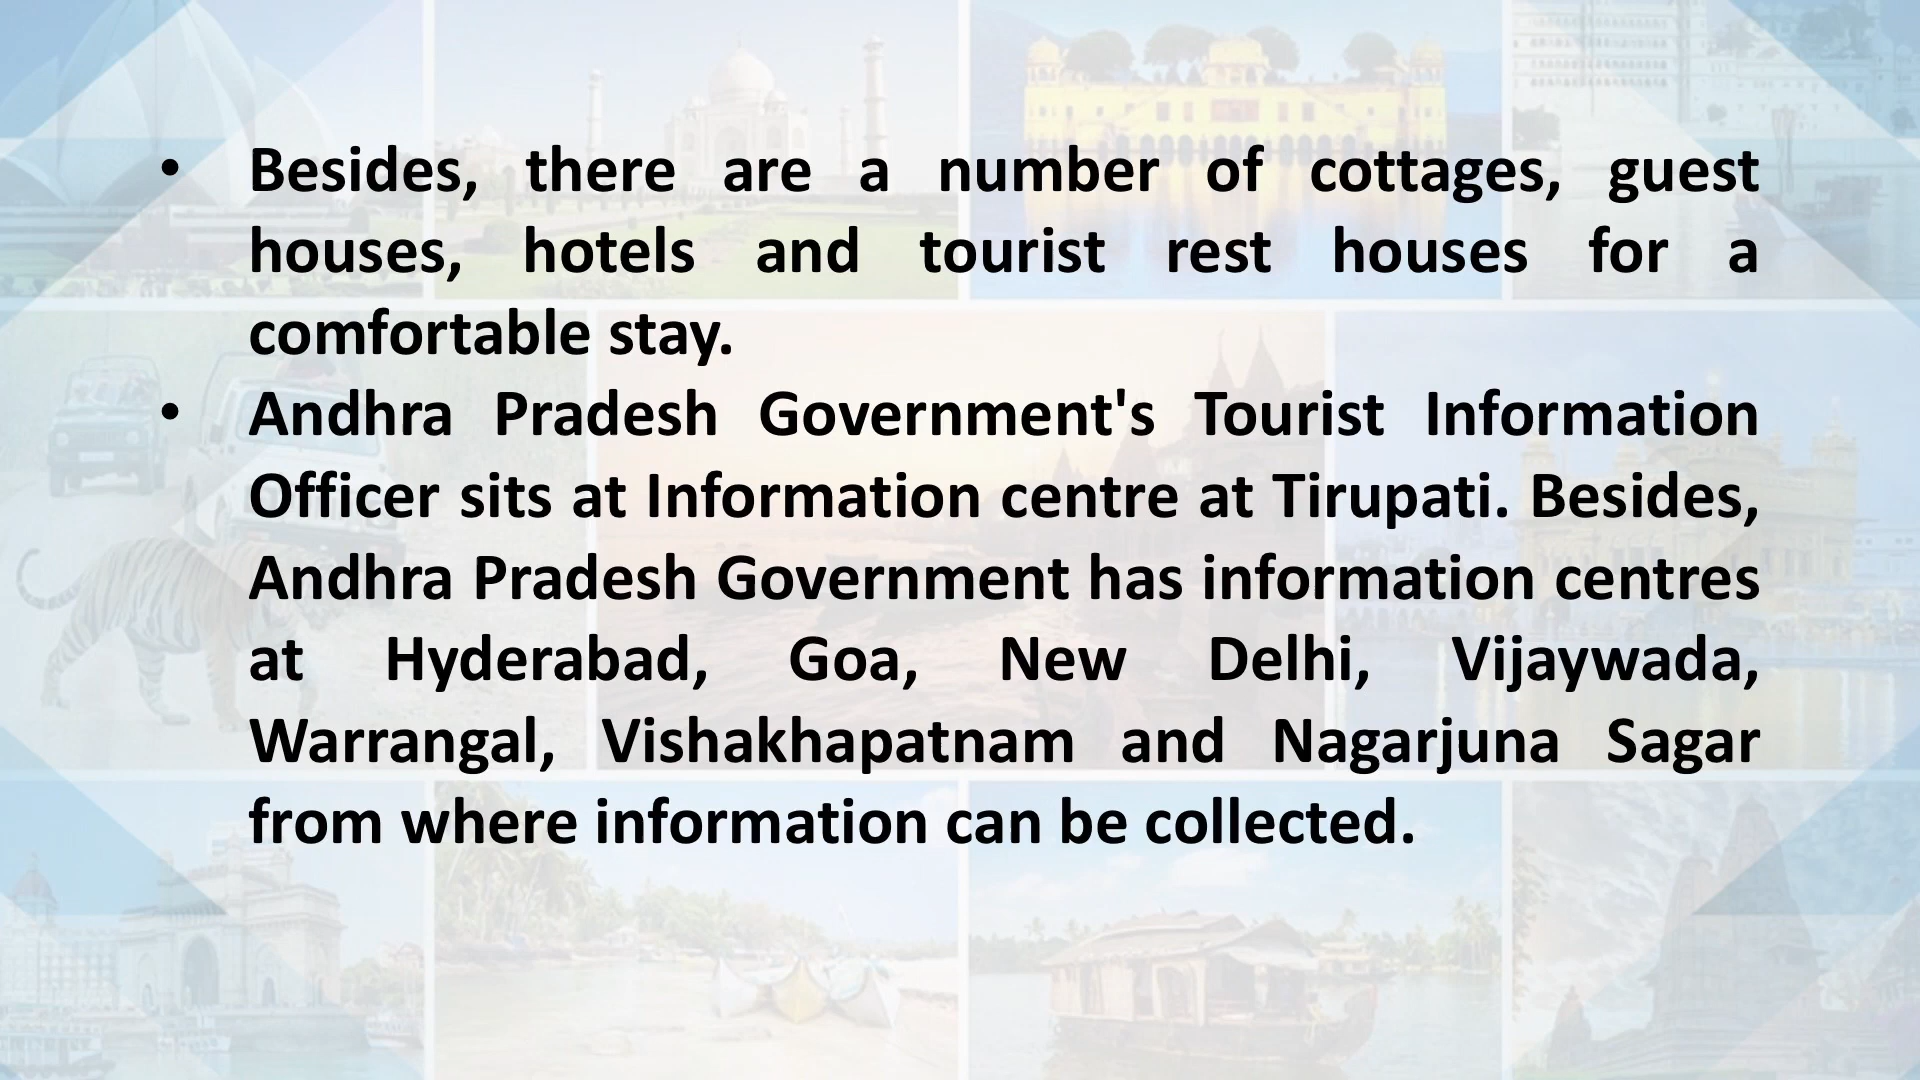 • Besides, there are a number of cottages, guest
houses, hotels and tourist rest houses for a
comfortable stay.
• Andhra Pradesh Government's Tourist Information
Officer sits at Information centre at Tirupati. Besides,
Andhra Pradesh Government has information centres
at Hyderabad, Goa, New Delhi, Vijaywada,
Warrangal, Vishakhapatnam and Nagarjuna Sagar
from where information can be collected.